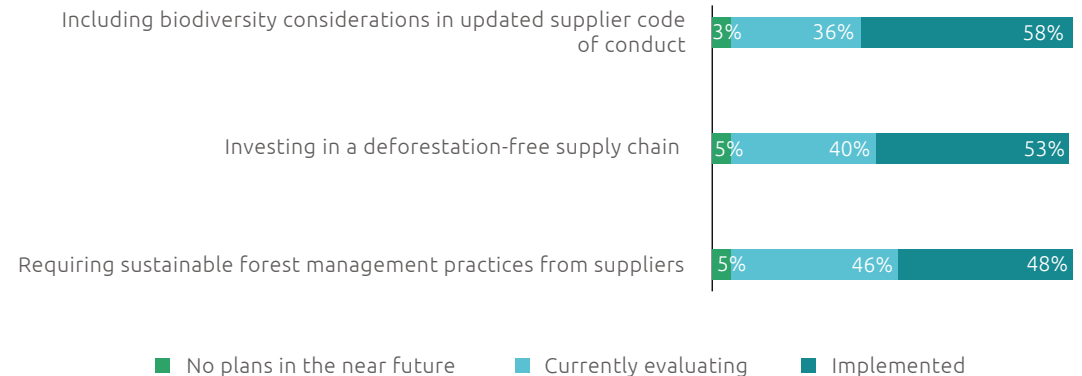 Including biodiversity considerations in updated supplier code
of conduct
3% 36% 58%
Investing in a deforestation-free supply chain
5% 40% 53%
Requiring sustainable forest management practices from suppliers
5% 46% 48%
No plans in the near future Currently evaluating Implemented